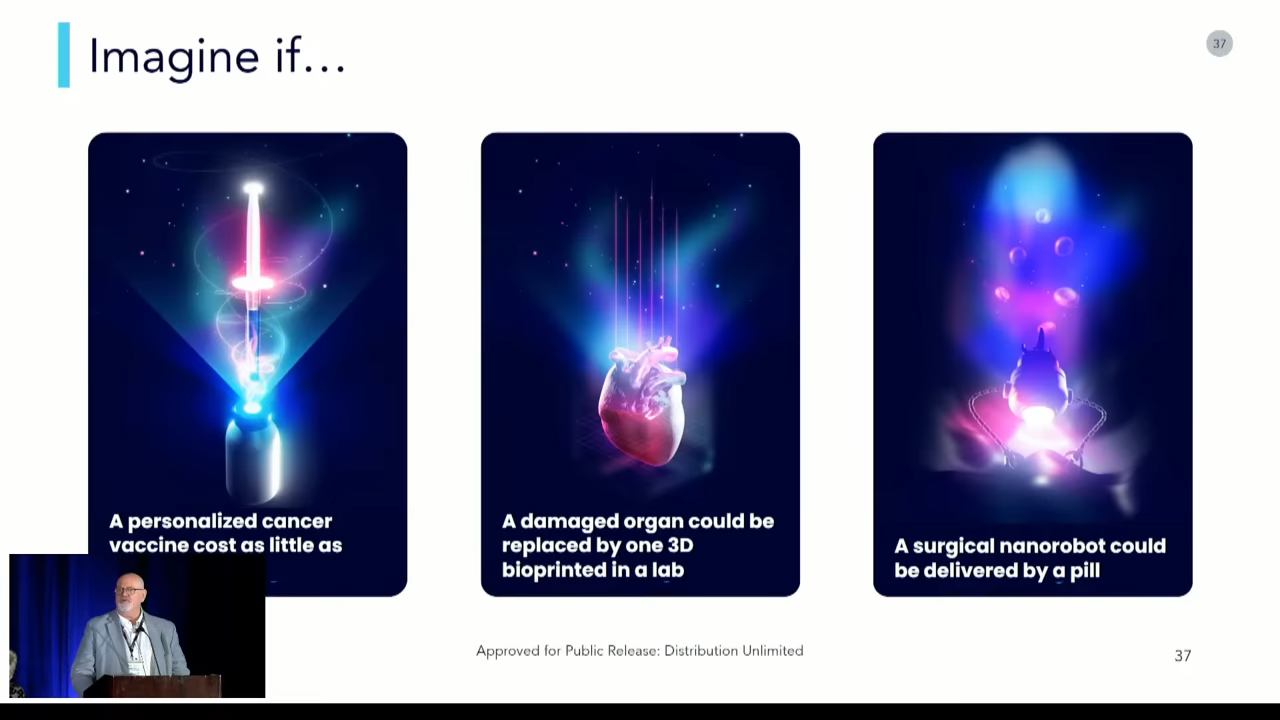 Imagine if...
37
A personalized cancer
vaccine cost as little as
A damaged organ could be
replaced by one 3D
bioprinted in a lab
A surgical nanorobot could
be delivered by a pill
Approved for Public Release: Distribution Unlimited
37